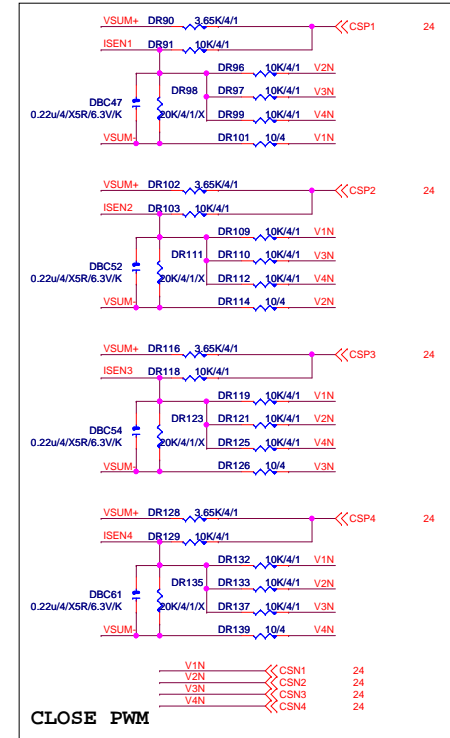 VSUM+ DR90 3.65K/4/1 CSP1 24
ISEN1 DR91 10K/4/1
DR96 10K/4/1 V2N
DR98 DR97 10K/4/1 V3N
DBC47
0.22u/4/X5R/6.3V/K 20K/4/1/X DR99 10K/4/1 V4N
VSUM- DR101 10/4 V1N
VSUM+ DR102 3.65K/4/1 CSP2 24
ISEN2 DR103 10K/4/1
DR109 10K/4/1 V1N
DR111 DR110 10K/4/1 V3N
DBC52
0.22u/4/X5R/6.3V/K 20K/4/1/X DR112 10K/4/1 V4N
VSUM- DR114 10/4 V2N
VSUM+ DR116 3.65K/4/1 CSP3 24
ISEN3 DR118 10K/4/1
DR119 10K/4/1 V1N
DR123 DR121 10K/4/1 V2N
DBC54
0.22u/4/X5R/6.3V/K 20K/4/1/X DR125 10K/4/1 V4N
VSUM- DR126 10/4 V3N
VSUM+ DR128 3.65K/4/1 CSP4 24
ISEN4 DR129 10K/4/1
DR132 10K/4/1 V1N
DR135 DR133 10K/4/1 V2N
DBC61
0.22u/4/X5R/6.3V/K 20K/4/1/X DR137 10K/4/1 V3N
VSUM- DR139 10/4 V4N
V1N CSN1 24
V2N CSN2 24
V3N CSN3 24
V4N CSN4 24
CLOSE PWM